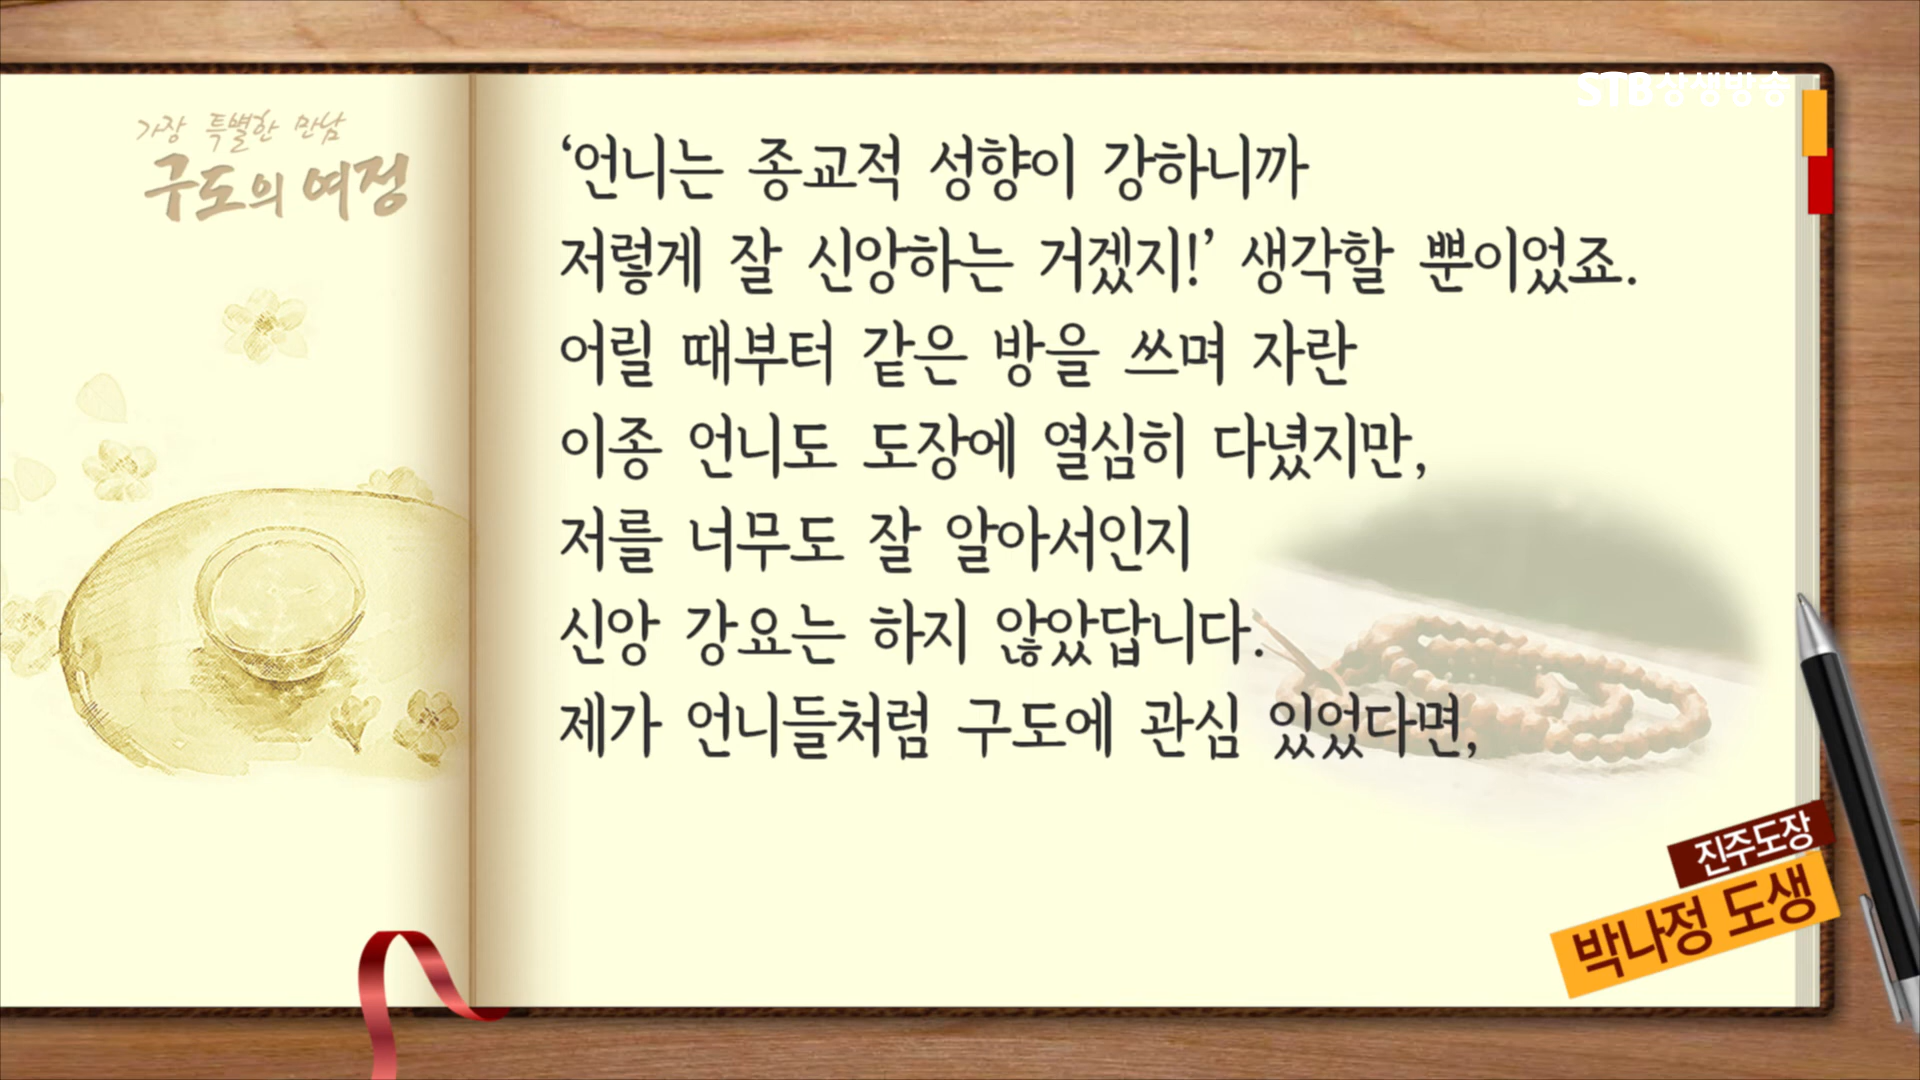 STB상생방송
가장 특별한 만남
구도의 여정
‘언니는 종교적 성향이 강하니까
저렇게 잘 신앙하는 거겠지!’ 생각할 뿐이었죠.
어릴 때부터 같은 방을 쓰며 자란
이종 언니도 도장에 열심히 다녔지만,
저를 너무도 잘 알아서인지
신앙 강요는 하지 않았답니다.
제가 언니들처럼 구도에 관심 있었다면,
진주도장
박나정 도생